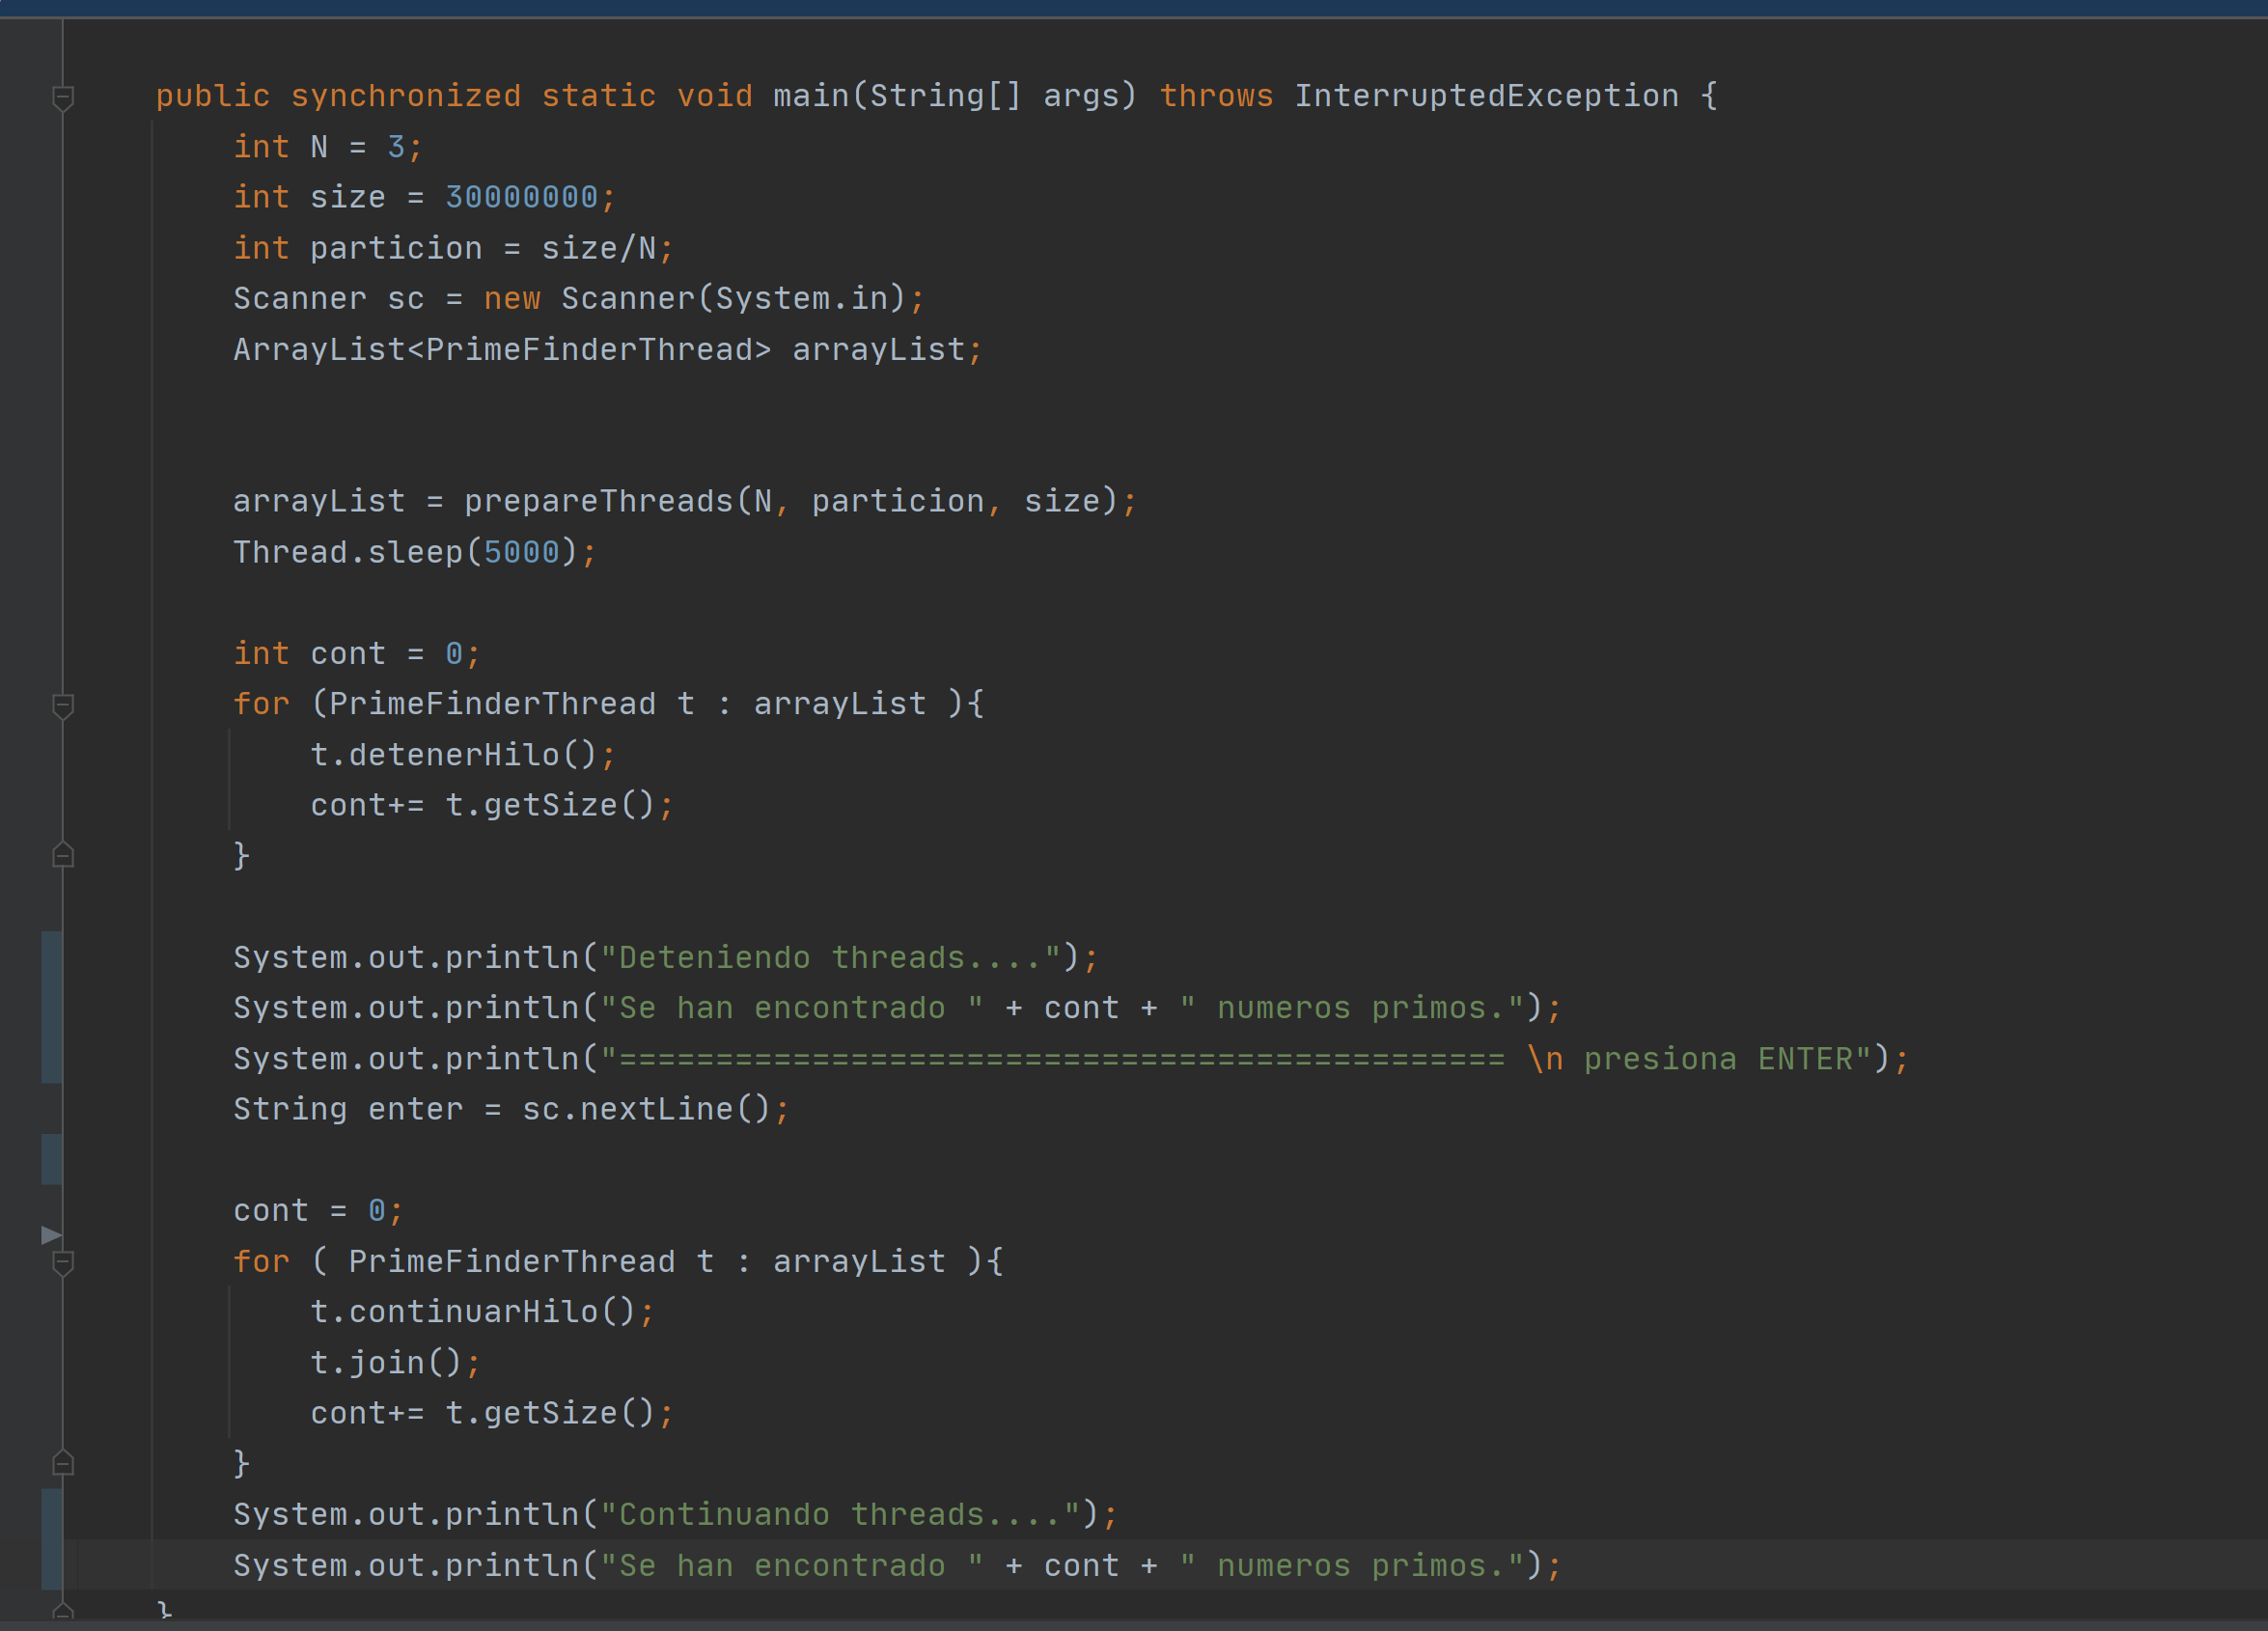 public synchronized static void main(String[] args) throws InterruptedException {
int N = 3;
int size = 30000000;
int particion = size/N;
Scanner sc = new Scanner(System.in);
ArrayList<PrimeFinderThread> arrayList;
arrayList = prepareThreads(N, particion, size);
Thread.sleep(5000);
int cont = 0;
for (PrimeFinderThread t : arrayList ){
t.detenerHilo();
cont+= t.getSize();
}
System.out.println("Deteniendo threads....");
System.out.println("Se han encontrado " + cont + " numeros primos.");
System.out.println("============================================== \n presiona ENTER");
String enter = sc.nextLine();
cont = 0;
for ( PrimeFinderThread t : arrayList ){
t.continuarHilo();
t.join();
cont+= t.getSize();
}
System.out.println("Continuando threads....");
System.out.println("Se han encontrado " + cont + " numeros primos.");
}